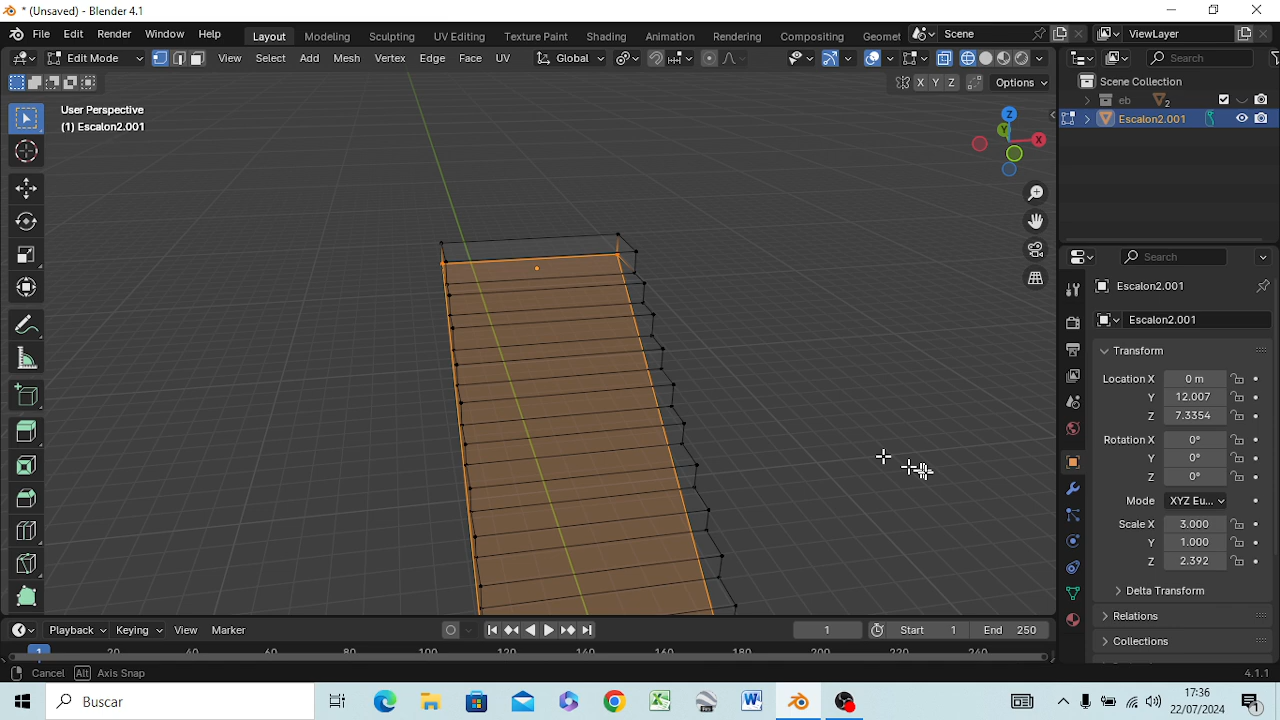 * (Unsaved) - Blender 4.1
File Edit Render Window Help Layout Modeling Sculpting UV Editing Texture Paint Shading Animation Rendering Compositing Geomet Scene ViewLayer
Edit Mode View Select Add Mesh Vertex Edge Face UV Global Search
X Y Z Options Scene Collection
User Perspective eb 2
(1) Escalon2.001 Escalon2.001
Z
Y
X
Search
Escalon2.001
Escalon2.001
Transform
Location X 0 m
Y 12.007
Z 7.3354
Rotation X 0°
Y 0°
Z 0°
Mode XYZ Eu...
Scale X 3.000
Y 1.000
Z 2.392
Delta Transform
Relations
Collections
Playback Keying View Marker 1 Start 1 End 250
20 40 60 80 100 120 140 160 180 200 220 240
Cancel Alt Axis Snap 4.1.1
Buscar
17:36
22/07/2024
1